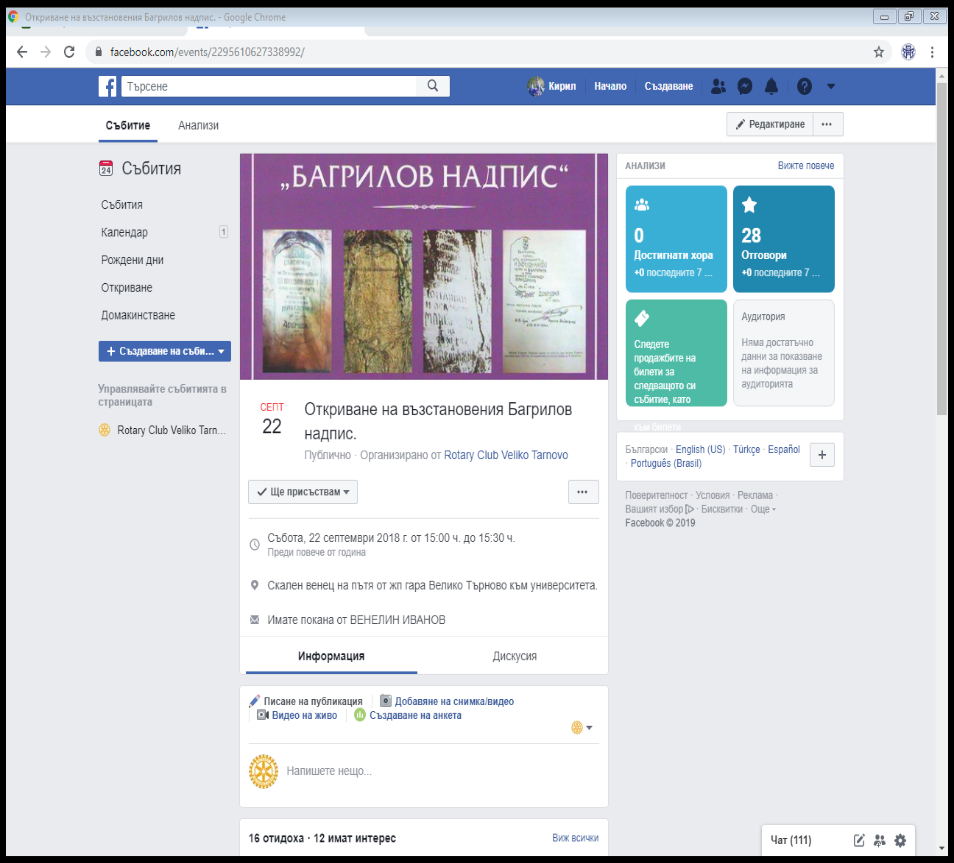 Откриване на възстановения Багрилов надпис. - Google Chrome
facebook.com/events/2295610627338992/
Търсене
Кирил
Начало
Създаване
Събитие
Анализи
Редактиране
24
Събития
Събития
Календар
1
Рождени дни
Откриване
Домакинстване
+ Създаване на съби...
Управлявайте събитията в
страницата
Rotary Club Veliko Tarn...
„БАГРИЛОВ НАДПИС“
СЕПТ
22
Откриване на възстановения Багрилов
надпис.
Публично · Организирано от Rotary Club Veliko Tarnovo
Ще присъствам
Събота, 22 септември 2018 г. от 15:00 ч. до 15:30 ч.
Преди повече от година
Скален венец на пътя от жп гара Велико Търново към университета.
Имате покана от ВЕНЕЛИН ИВАНОВ
Информация
Дискусия
Писане на публикация
Добавяне на снимка/видео
Видео на живо
Създаване на анкета
Напишете нещо...
16 отидоха · 12 имат интерес
Виж всички
АНАЛИЗИ
Вижте повече
0
Достигнати хора
+0 последните 7 ...
28
Отговори
+0 последните 7 ...
Следете
продажбите на
билети за
следващото си
събитие, като
към билети
Аудитория
Няма достатъчно
данни за показване
на информация за
аудиторията
Български · English (US) · Türkçe · Español
· Português (Brasil)
+
Поверителност · Условия · Реклама ·
Вашият избор · Бисквитки · Още
Facebook © 2019
Чат (111)